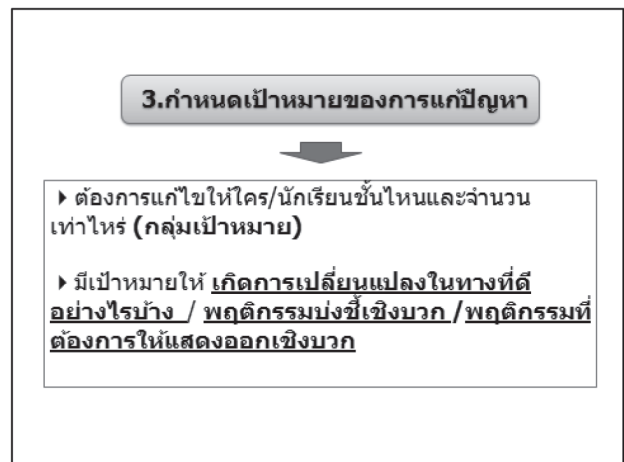 3.กำหนดเป้าหมายของการแก้ปัญหา
▶ ต้องการแก้ไขให้ใคร/นักเรียนชั้นไหนและจำนวน
เท่าไหร่ (กลุ่มเป้าหมาย)
▶ มีเป้าหมายให้ เกิดการเปลี่ยนแปลงในทางที่ดี
อย่างไรบ้าง / พฤติกรรมบ่งชี้เชิงบวก /พฤติกรรมที่
ต้องการให้แสดงออกเชิงบวก